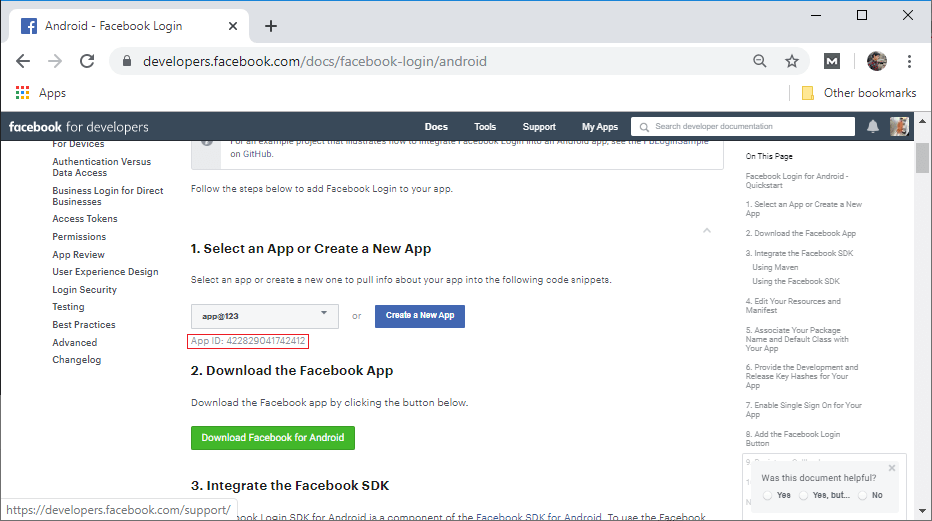 Android - Facebook Login
developers.facebook.com/docs/facebook-login/android
Apps
Other bookmarks
facebook for developers
Docs
Tools
Support
My Apps
Search developer documentation
For Devices
Authentication Versus
Data Access
Business Login for Direct
Businesses
Access Tokens
Permissions
App Review
User Experience Design
Login Security
Testing
Best Practices
Advanced
Changelog
For an example project that illustrates how to integrate Facebook Login into an Android app, see the FBLoginSample
on GitHub.
Follow the steps below to add Facebook Login to your app.
1. Select an App or Create a New App
Select an app or create a new one to pull info about your app into the following code snippets.
app@123
or
Create a New App
App ID: 422829041742412
2. Download the Facebook App
Download the Facebook app by clicking the button below.
Download Facebook for Android
3. Integrate the Facebook SDK
book Login SDK for Android is a component of the Facebook SDK for Android. To use the Facebook
On This Page
Facebook Login for Android -
Quickstart
1. Select an App or Create a New
App
2. Download the Facebook App
3. Integrate the Facebook SDK
Using Maven
Using the Facebook SDK
4. Edit Your Resources and
Manifest
5. Associate Your Package
Name and Default Class with
Your App
6. Provide the Development and
Release Key Hashes for Your
App
7. Enable Single Sign On for Your
App
8. Add the Facebook Login
Button
Was this document helpful?
Yes
Yes, but...
No
https://developers.facebook.com/support/